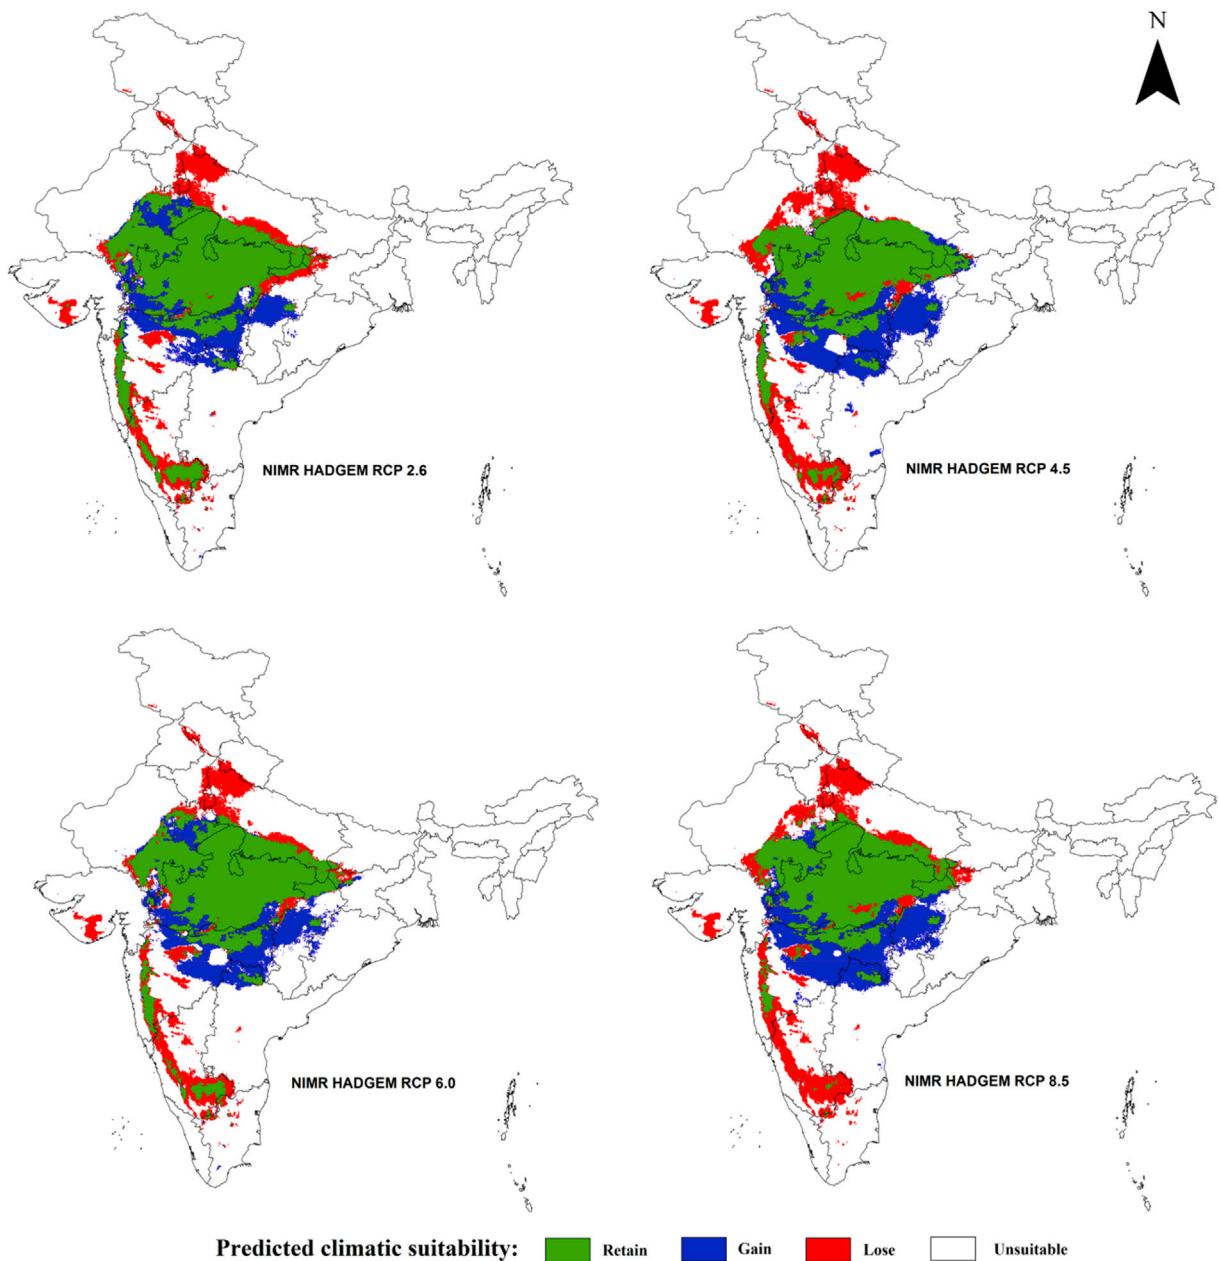 N
NIMR HADGEM RCP 2.6
NIMR HADGEM RCP 4.5
NIMR HADGEM RCP 6.0
NIMR HADGEM RCP 8.5
Predicted climatic suitability: Retain Gain Lose Unsuitable